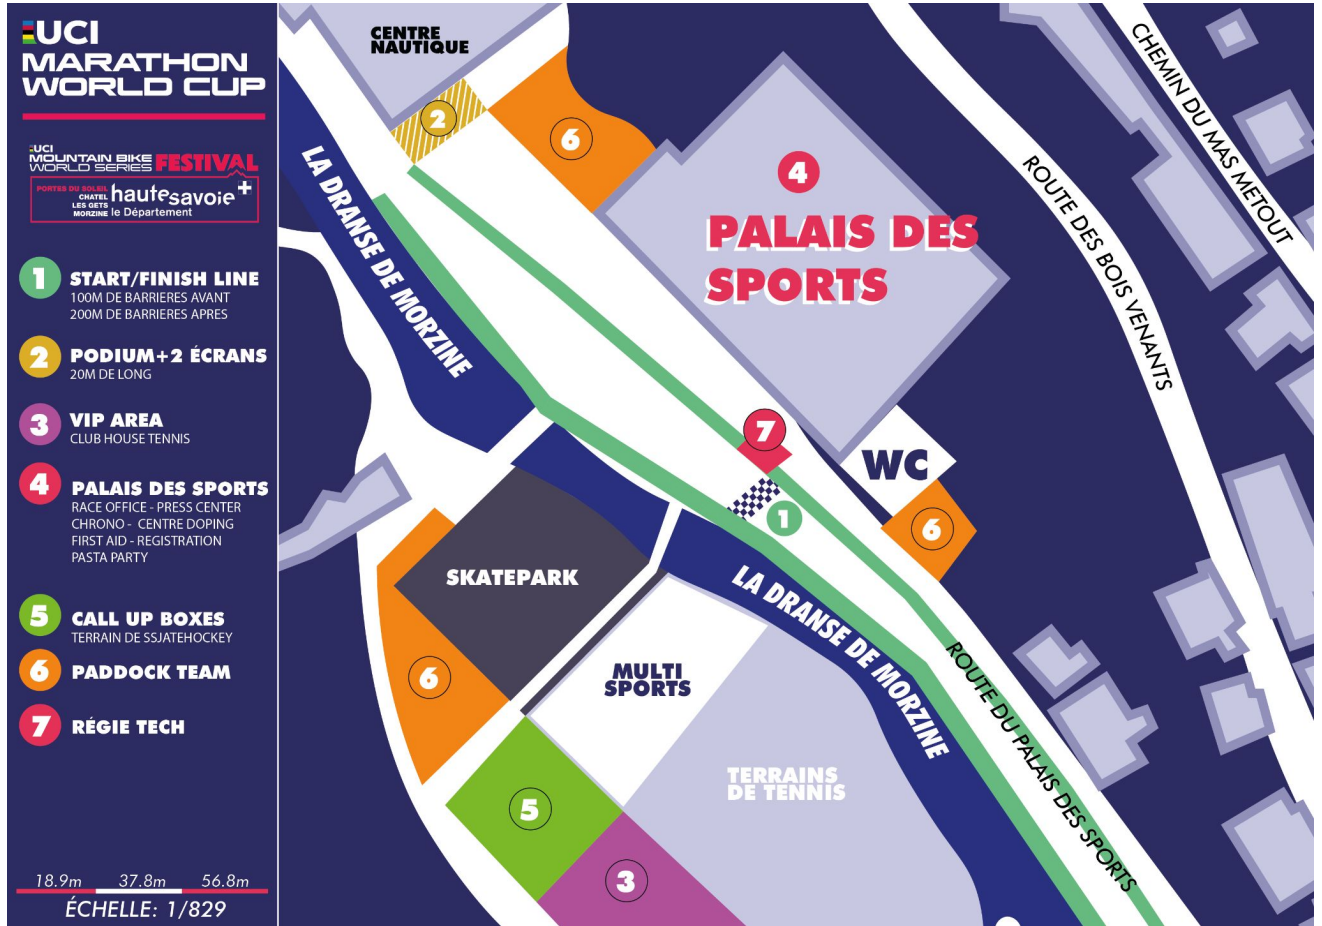 UCI
MARATHON
WORLD CUP
UCI
MOUNTAIN BIKE
WORLD SERIES
FESTIVAL
PORTES DU SOLEIL
CHATEL
LES GETS
MORZINE
haute savoie +
le Département
1
START/FINISH LINE
100M DE BARRIERES AVANT
200M DE BARRIERES APRES
2
PODIUM+2 ÉCRANS
20M DE LONG
3
VIP AREA
CLUB HOUSE TENNIS
4
PALAIS DES SPORTS
RACE OFFICE - PRESS CENTER
CHRONO - CENTRE DOPING
FIRST AID - REGISTRATION
PASTA PARTY
5
CALL UP BOXES
TERRAIN DE SSJATEHOCKEY
6
PADDOCK TEAM
7
RÉGIE TECH
18.9m 37.8m 56.8m
ÉCHELLE: 1/829
CENTRE
NAUTIQUE
2
6
LA DRANSE DE MORZINE
4
PALAIS DES
SPORTS
CHEMIN DU MAS METOUT
ROUTE DES BOIS VENANTS
7
WC
1
6
SKATEPARK
LA DRANSE DE MORZINE
ROUTE DU PALAIS DES SPORTS
6
MULTI
SPORTS
TERRAINS
DE TENNIS
5
3